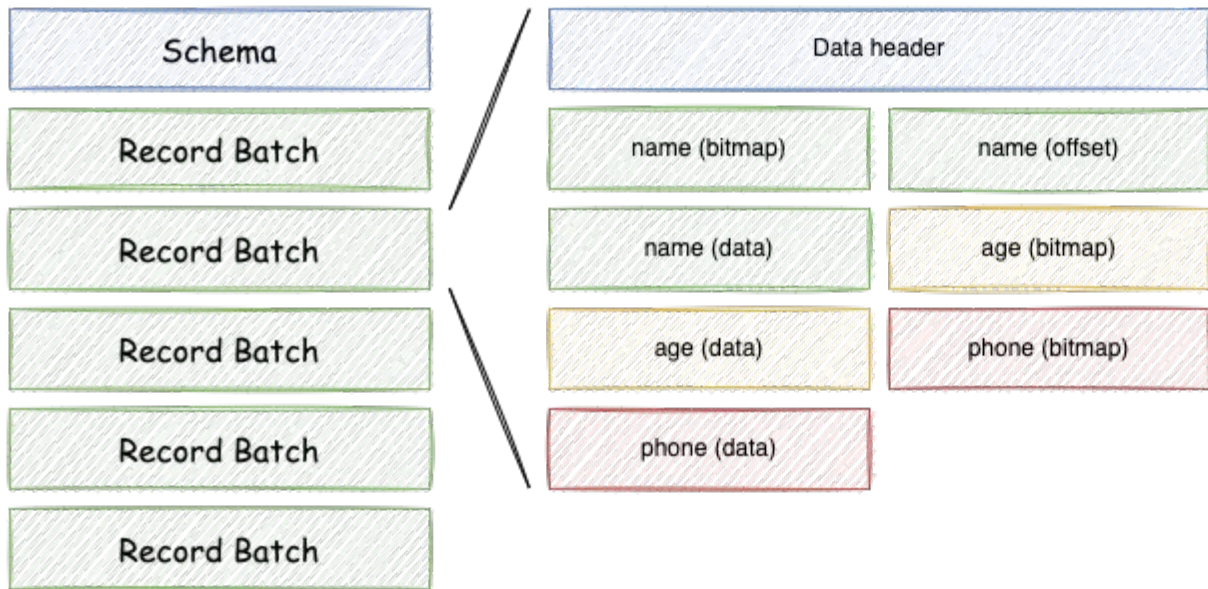 Schema
Record Batch
Record Batch
Record Batch
Record Batch
Record Batch
Data header
name (bitmap)
name (offset)
name (data)
age (bitmap)
age (data)
phone (bitmap)
phone (data)